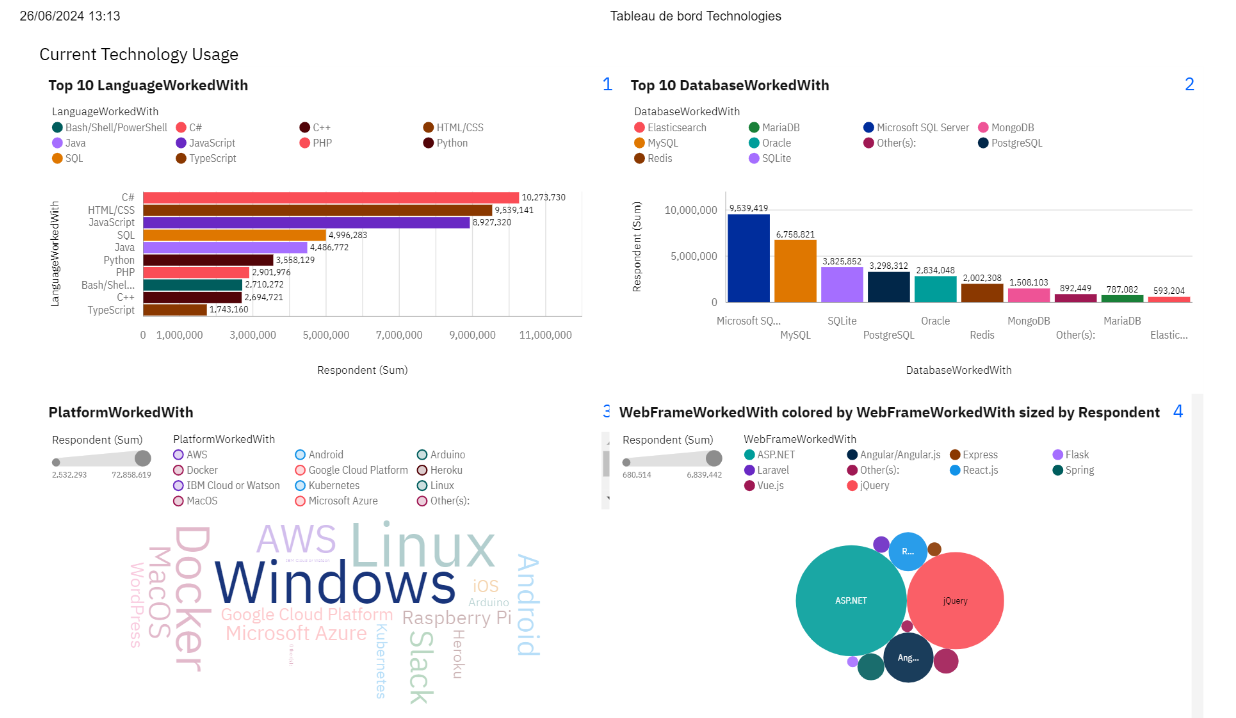 26/06/2024 13:13
Tableau de bord Technologies
Current Technology Usage
Top 10 LanguageWorkedWith
1
LanguageWorkedWith
Bash/Shell/PowerShell C# C++ HTML/CSS
Java JavaScript PHP Python
SQL TypeScript
LanguageWorkedWith
C# 10,273,730
HTML/CSS 9,539,141
JavaScript 8,927,320
SQL 4,996,283
Java 4,486,772
Python 3,558,129
PHP 2,901,976
Bash/Shel... 2,710,272
C++ 2,694,721
TypeScript 1,743,160
0 1,000,000 3,000,000 5,000,000 7,000,000 9,000,000 11,000,000
Respondent (Sum)
Top 10 DatabaseWorkedWith
2
DatabaseWorkedWith
Elasticsearch MariaDB Microsoft SQL Server MongoDB
MySQL Oracle Other(s): PostgreSQL
Redis SQLite
Respondent (Sum)
10,000,000
5,000,000
0
9,539,419
6,758,821
3,825,852
3,298,312
2,834,048
2,002,308
1,508,103
892,449
787,082
593,204
Microsoft SQ... SQLite Oracle MongoDB MariaDB
MySQL PostgreSQL Redis Other(s): Elastic...
DatabaseWorkedWith
PlatformWorkedWith
3
Respondent (Sum)
2,532,293 72,858,619
PlatformWorkedWith
AWS Android Arduino
Docker Google Cloud Platform Heroku
IBM Cloud or Watson Kubernetes Linux
MacOS Microsoft Azure Other(s):
AWS
Linux
Docker
MacOS
WordPress
Windows
iOS
Arduino
Android
Google Cloud Platform
Raspberry Pi
Microsoft Azure
Kubernetes
Slack
Heroku
WebFrameWorkedWith colored by WebFrameWorkedWith sized by Respondent
4
Respondent (Sum)
680,514 6,839,442
WebFrameWorkedWith
ASP.NET Angular/Angular.js Express Flask
Laravel Other(s): React.js Spring
Vue.js jQuery
R...
ASP.NET
jQuery
Ang...